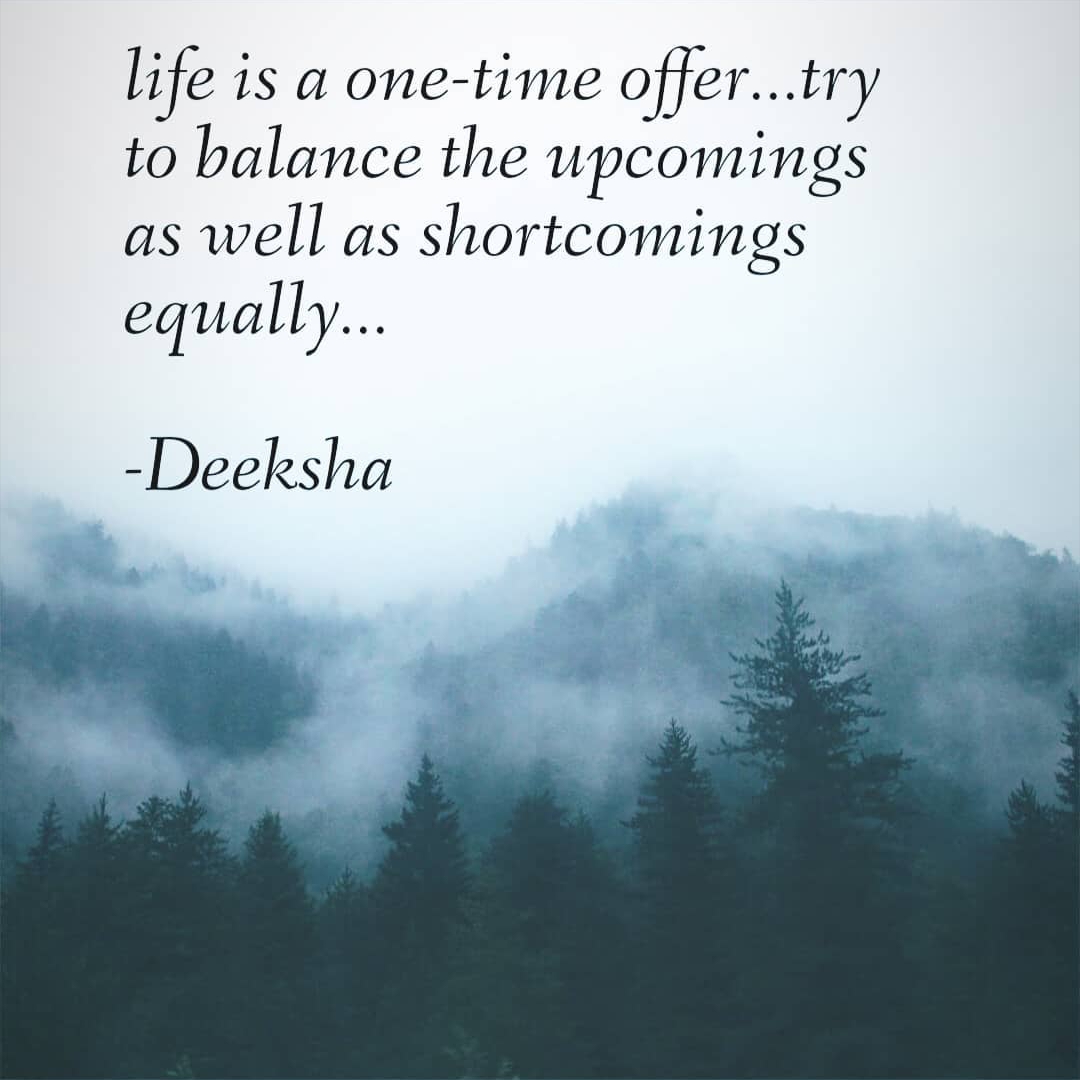 life is a one-time offer...try
to balance the upcomings
as well as shortcomings
equally...
-Deeksha